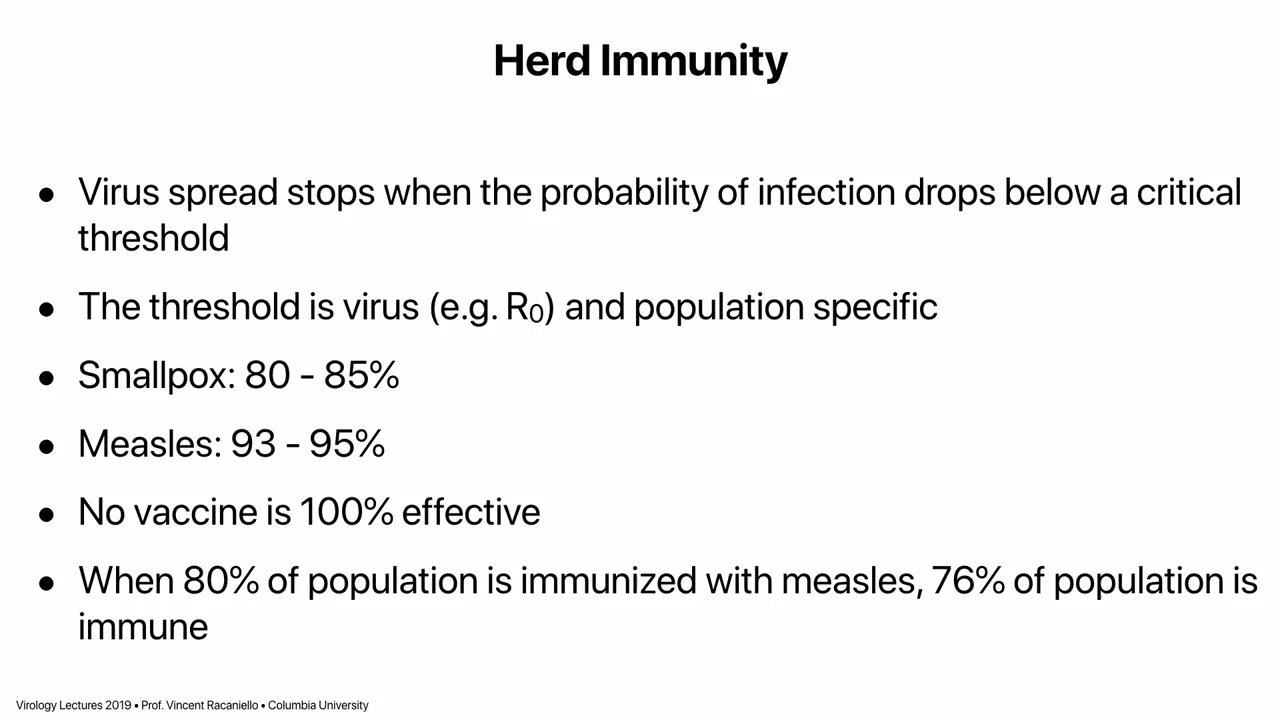 Herd Immunity
• Virus spread stops when the probability of infection drops below a critical
threshold
• The threshold is virus (e.g. R₀) and population specific
• Smallpox: 80 - 85%
• Measles: 93 - 95%
• No vaccine is 100% effective
• When 80% of population is immunized with measles, 76% of population is
immune
Virology Lectures 2019 • Prof. Vincent Racaniello • Columbia University